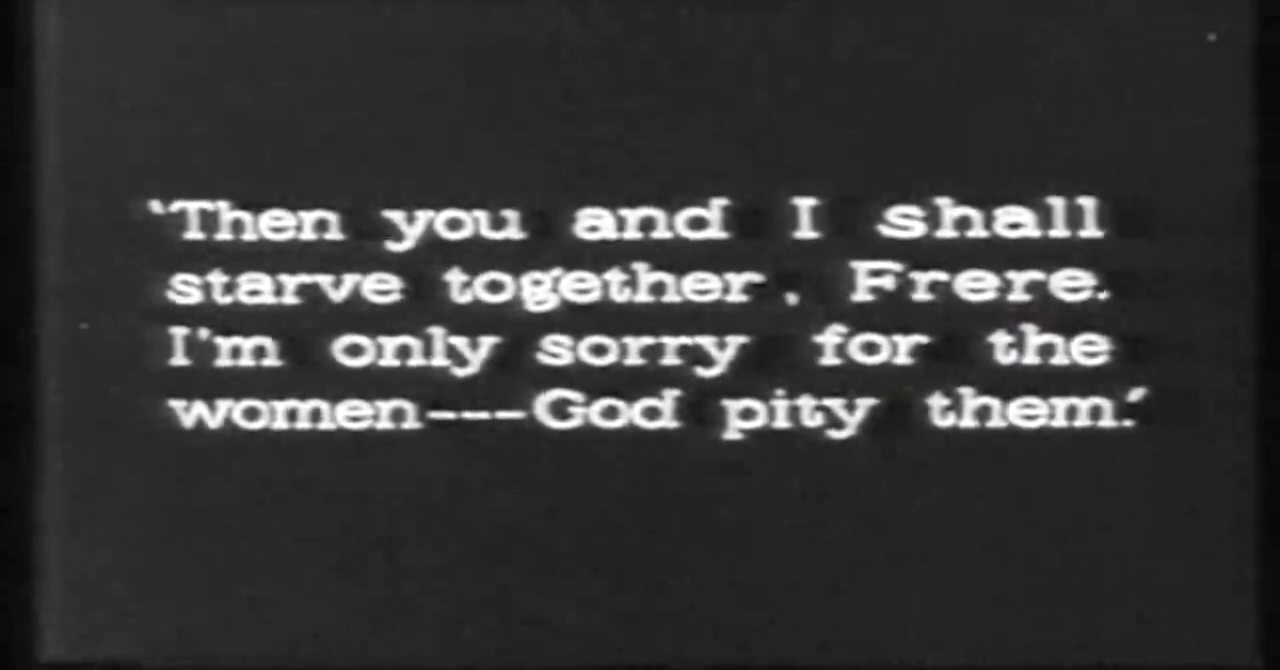 ‘Then you and I shall
starve together, Frere.
I'm only sorry for the
women---God pity them.’